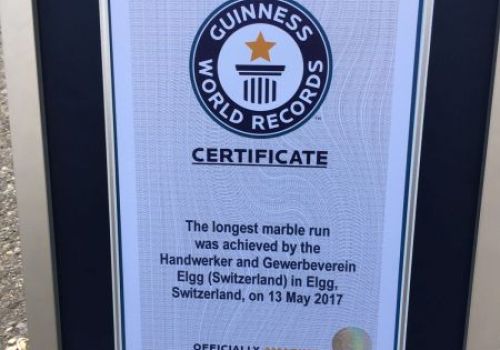 GUINNESS
WORLD RECORDS
™
CERTIFICATE
The longest marble run
was achieved by the
Handwerker and Gewerbeverein
Elgg (Switzerland) in Elgg,
Switzerland, on 13 May 2017
OFFICIALLY